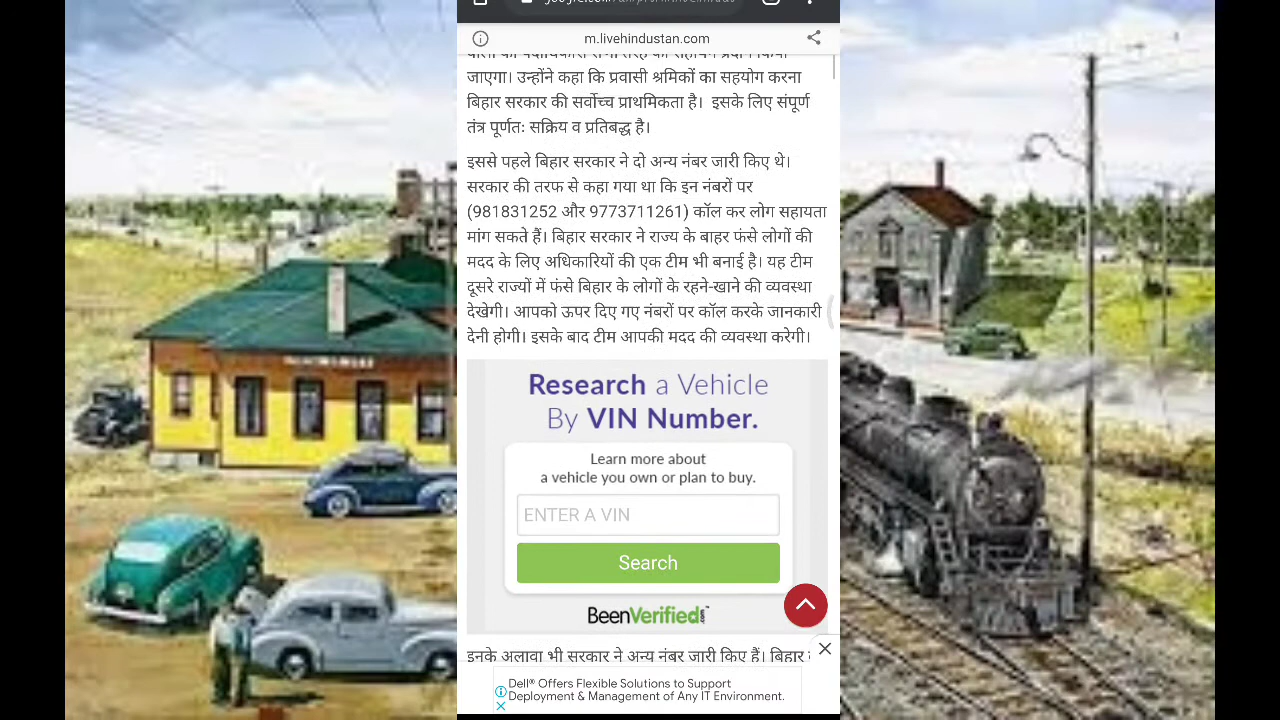 m.livehindustan.com
जाएगा। उन्होंने कहा कि प्रवासी श्रमिकों का सहयोग करना
बिहार सरकार की सर्वोच्च प्राथमिकता है। इसके लिए संपूर्ण
तंत्र पूर्णतः सक्रिय व प्रतिबद्ध है।
इससे पहले बिहार सरकार ने दो अन्य नंबर जारी किए थे।
सरकार की तरफ से कहा गया था कि इन नंबरों पर
(981831252 और 9773711261) कॉल कर लोग सहायता
मांग सकते हैं। बिहार सरकार ने राज्य के बाहर फंसे लोगों की
मदद के लिए अधिकारियों की एक टीम भी बनाई है। यह टीम
दूसरे राज्यों में फंसे बिहार के लोगों के रहने-खाने की व्यवस्था
देखेगी। आपको ऊपर दिए गए नंबरों पर कॉल करके जानकारी
देनी होगी। इसके बाद टीम आपकी मदद की व्यवस्था करेगी।
Research a Vehicle
By VIN Number.
Learn more about
a vehicle you own or plan to buy.
ENTER A VIN
Search
BeenVerified.com
इनके अलावा भी सरकार ने अन्य नंबर जारी किए हैं। बिहार
Dell® Offers Flexible Solutions to Support
Deployment & Management of Any IT Environment.